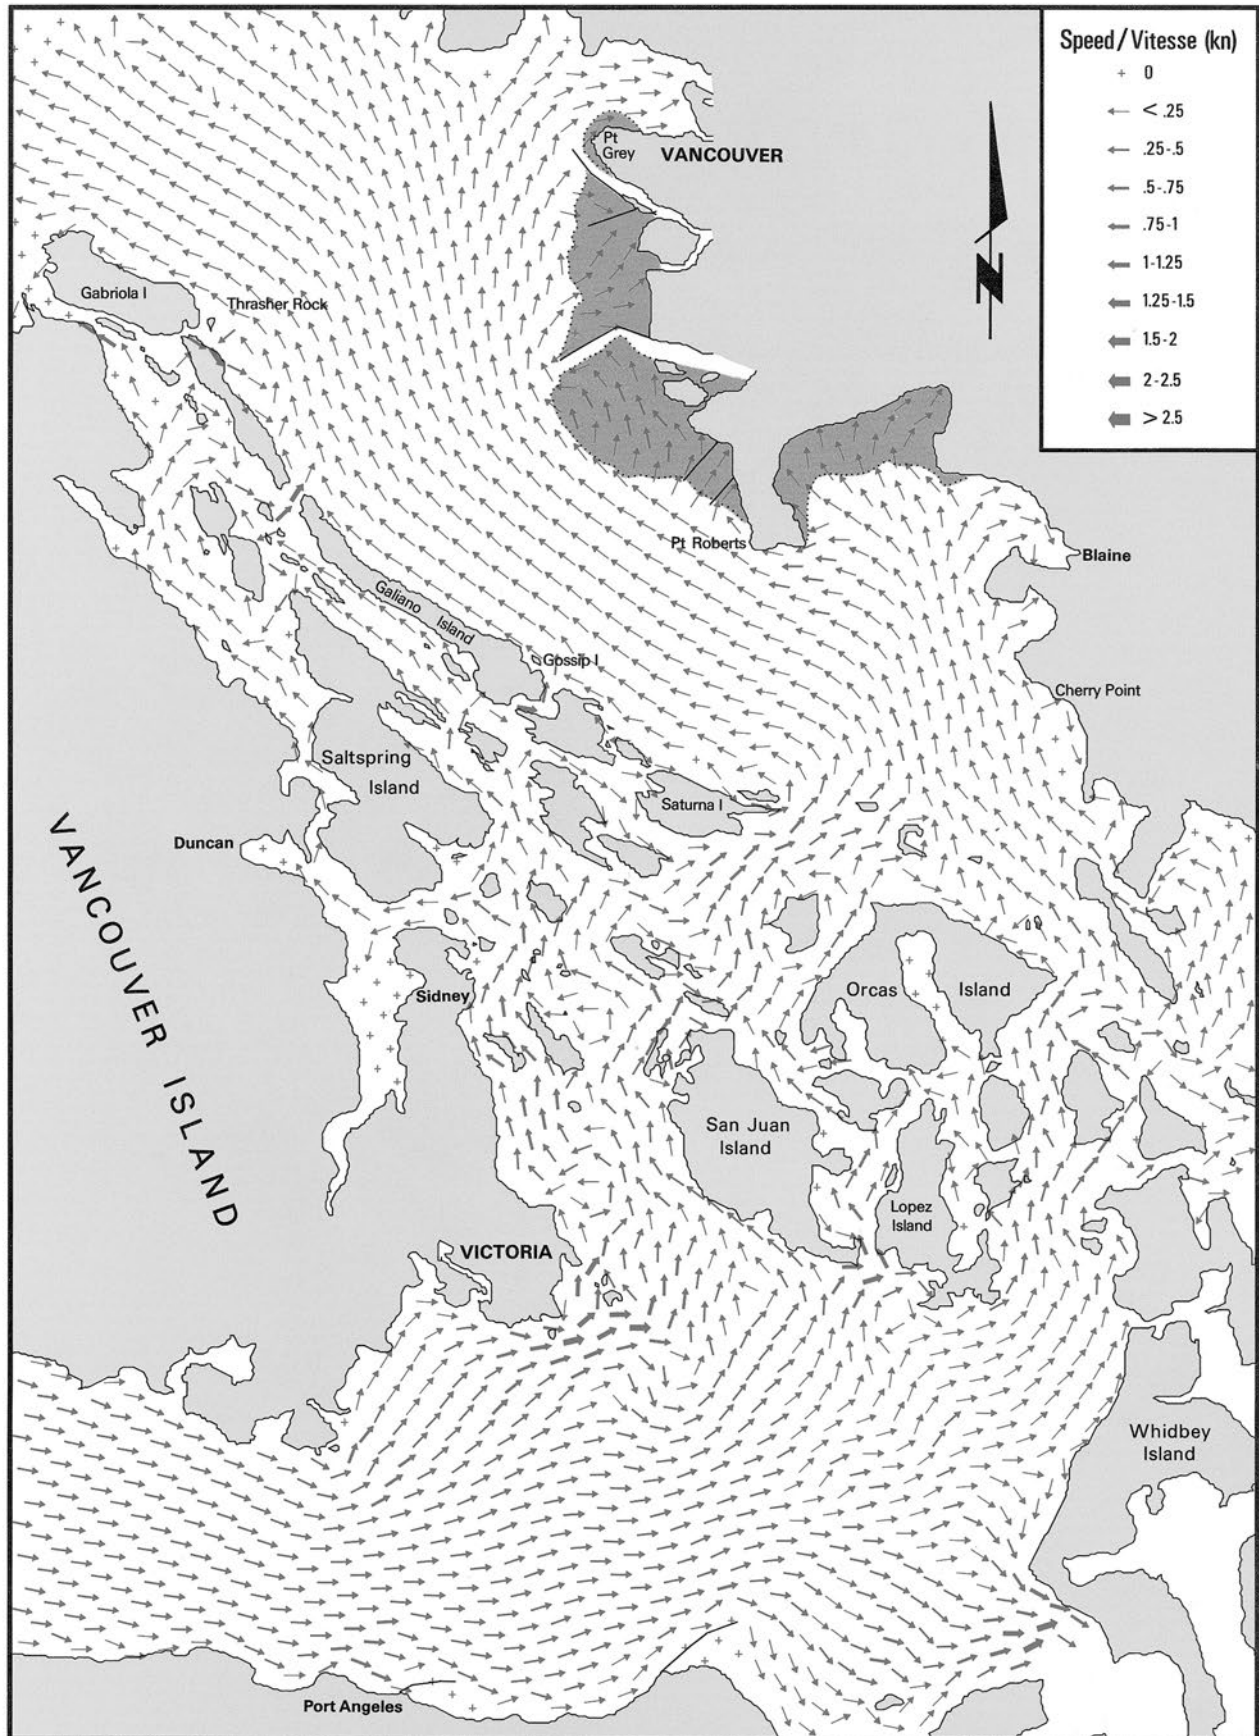 Speed/Vitesse (kn)
0
< .25
.25-.5
.5-.75
.75-1
1-1.25
1.25-1.5
1.5-2
2-2.5
> 2.5
N
Pt
Grey
VANCOUVER
Gabriola I
Thrasher Rock
Pt Roberts
Blaine
Galiano
Island
Gossip I
Cherry Point
Saltspring
Island
Saturna I
Duncan
VANCOUVER ISLAND
Sidney
Orcas
Island
San Juan
Island
Lopez
Island
VICTORIA
Whidbey
Island
Port Angeles